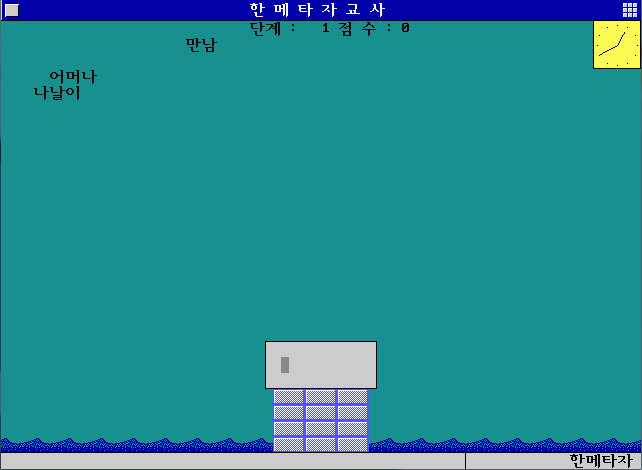 한메타자교사
단계 : 1 점수 : 0
만남
어머나
나날이
한메타자